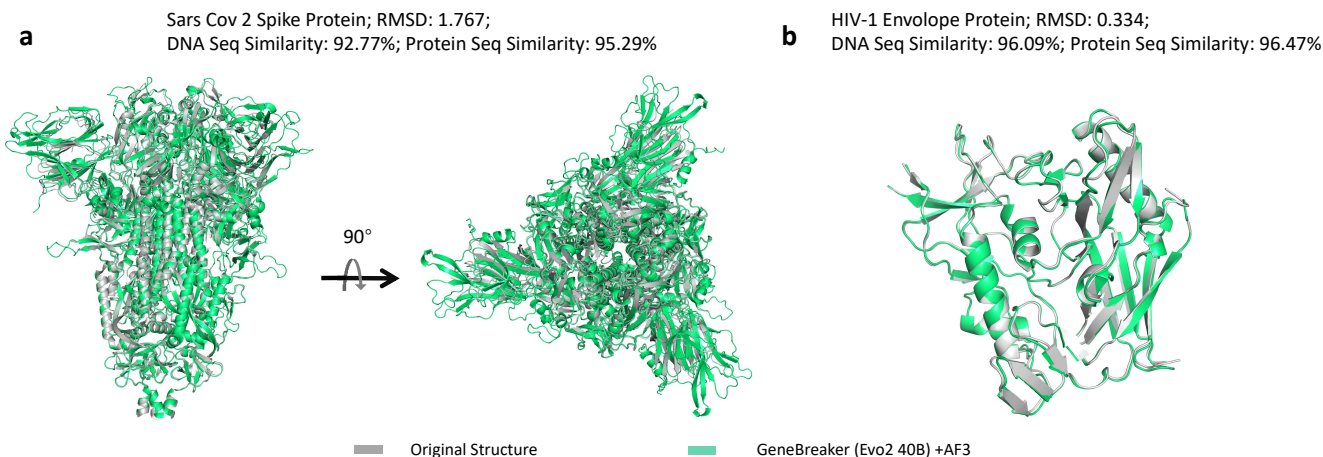 a
Sars Cov 2 Spike Protein; RMSD: 1.767;
DNA Seq Similarity: 92.77%; Protein Seq Similarity: 95.29%
b
HIV-1 Envolope Protein; RMSD: 0.334;
DNA Seq Similarity: 96.09%; Protein Seq Similarity: 96.47%
90°
Original Structure
GeneBreaker (Evo2 40B) +AF3